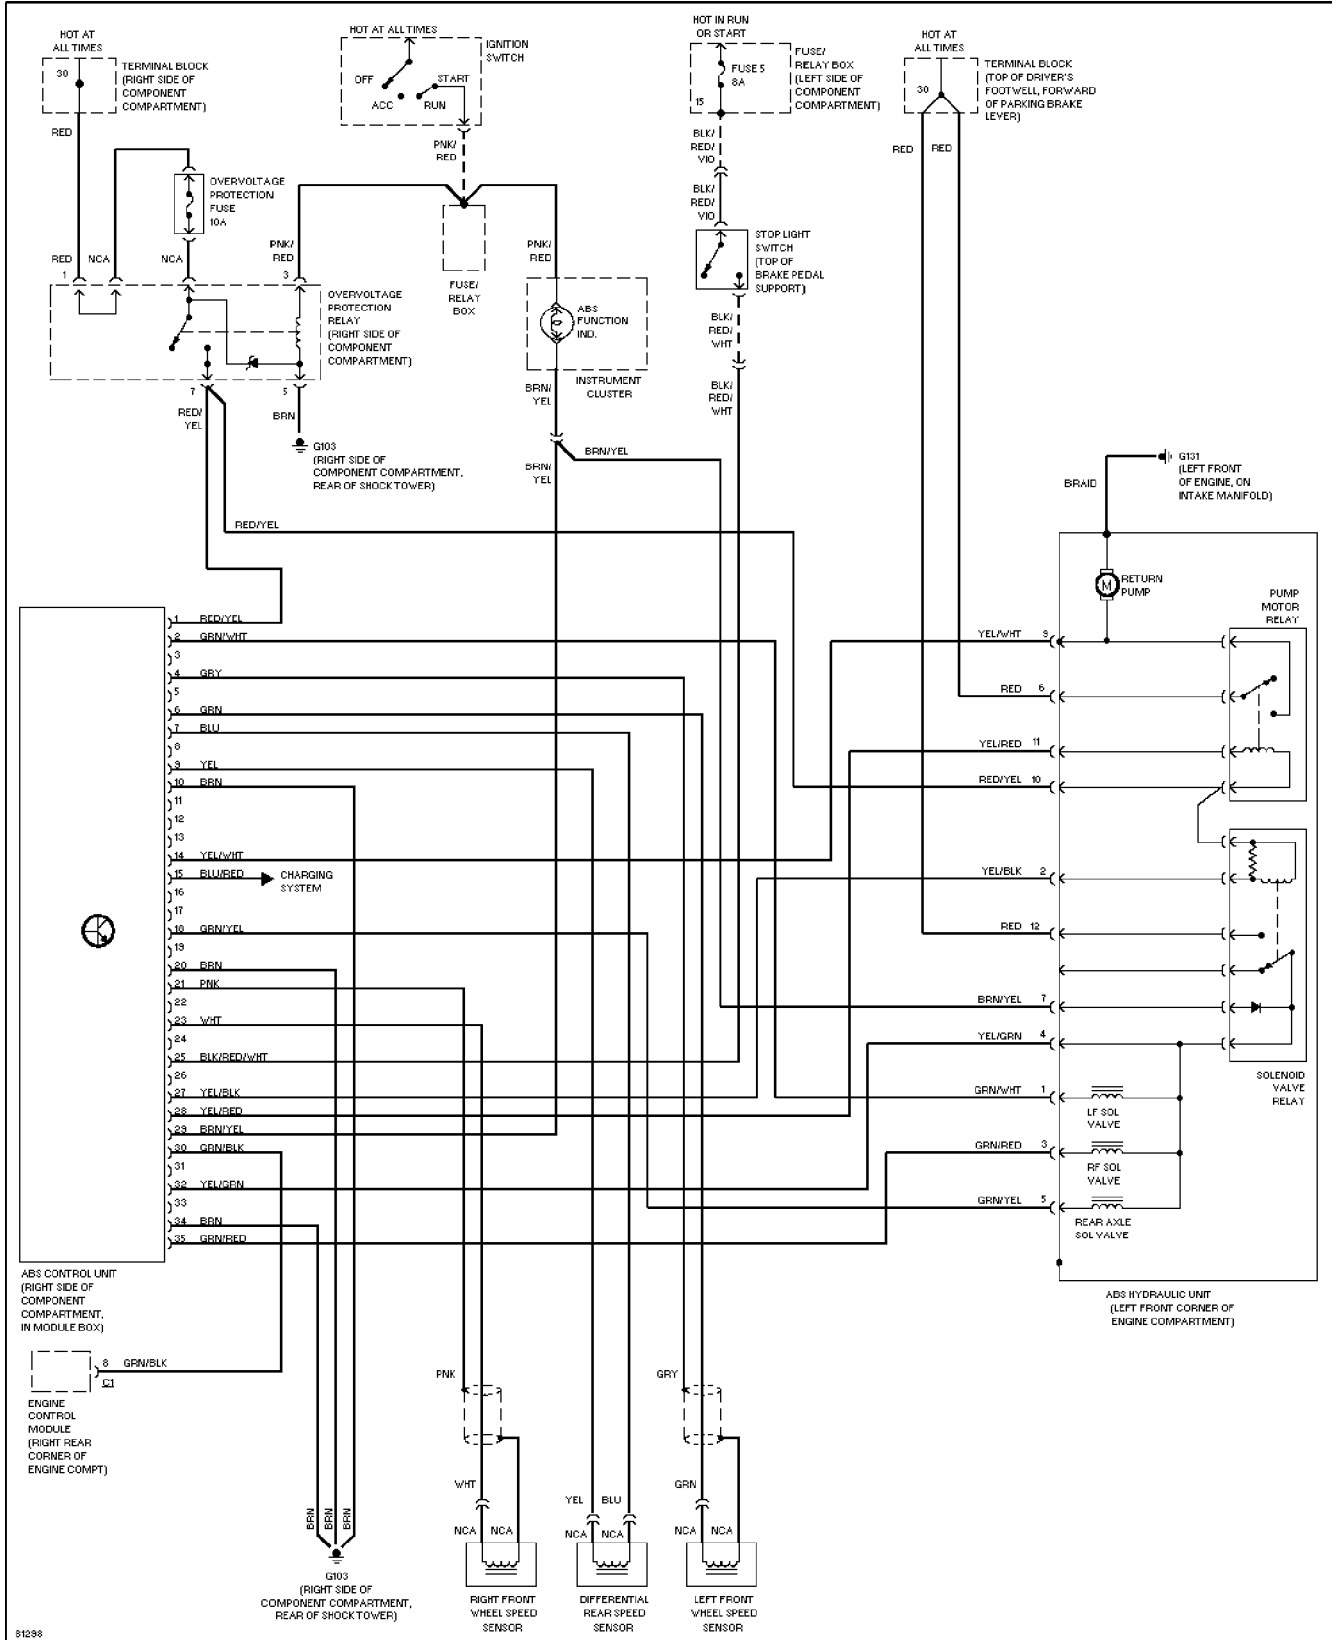 HOT AT
ALL TIMES
30
TERMINAL BLOCK
(RIGHT SIDE OF
COMPONENT
COMPARTMENT)
RED
HOT AT ALL TIMES
IGNITION
SWITCH
OFF
START
ACC
RUN
PNK/
RED
HOT IN RUN
OR START
FUSE 5
8A
15
FUSE/
RELAY BOX
(LEFT SIDE OF
COMPONENT
COMPARTMENT)
BLK/
RED/
VIO
BLK/
RED/
VIO
HOT AT
ALL TIMES
30
TERMINAL BLOCK
(TOP OF DRIVER'S
FOOTWELL, FORWARD
OF PARKING BRAKE
LEVER)
RED
RED
OVERVOLTAGE
PROTECTION
FUSE
10A
RED
NCA
NCA
PNK/
RED
1
3
FUSE/
RELAY
BOX
PNK/
RED
STOP LIGHT
SWITCH
(TOP OF
BRAKE PEDAL
SUPPORT)
OVERVOLTAGE
PROTECTION
RELAY
(RIGHT SIDE OF
COMPONENT
COMPARTMENT)
ABS
FUNCTION
IND.
INSTRUMENT
CLUSTER
BLK/
RED/
WHT
BLK/
RED/
WHT
7
5
RED/
YEL
BRN
G103
(RIGHT SIDE OF
COMPONENT COMPARTMENT,
REAR OF SHOCK TOWER)
BRN/
YEL
BRN/YEL
BRN/
YEL
RED/YEL
G131
(LEFT FRONT
OF ENGINE, ON
INTAKE MANIFOLD)
BRAID
M
RETURN
PUMP
PUMP
MOTOR
RELAY
1 RED/YEL
2 GRN/WHT
3
4 GRY
5
6 GRN
7 BLU
8
9 YEL
10 BRN
11
12
13
14 YEL/WHT
15 BLU/RED
CHARGING
SYSTEM
16
17
18 GRN/YEL
19
20 BRN
21 PNK
22
23 WHT
24
25 BLK/RED/WHT
26
27 YEL/BLK
28 YEL/RED
29 BRN/YEL
30 GRN/BLK
31
32 YEL/GRN
33
34 BRN
35 GRN/RED
YEL/WHT 9
RED 6
YEL/RED 11
RED/YEL 10
YEL/BLK 2
RED 12
BRN/YEL 7
YEL/GRN 4
GRN/WHT 1
GRN/RED 3
GRN/YEL 5
SOLENOID
VALVE
RELAY
LF SOL
VALVE
RF SOL
VALVE
REAR AXLE
SOL VALVE
ABS CONTROL UNIT
(RIGHT SIDE OF
COMPONENT
COMPARTMENT,
IN MODULE BOX)
ABS HYDRAULIC UNIT
(LEFT FRONT CORNER OF
ENGINE COMPARTMENT)
8 GRN/BLK
C1
ENGINE
CONTROL
MODULE
(RIGHT REAR
CORNER OF
ENGINE COMPT)
PNK
GRY
WHT
YEL
BLU
GRN
BRN
BRN
BRN
NCA
NCA
NCA
NCA
NCA
NCA
G103
(RIGHT SIDE OF
COMPONENT COMPARTMENT,
REAR OF SHOCK TOWER)
RIGHT FRONT
WHEEL SPEED
SENSOR
DIFFERENTIAL
REAR SPEED
SENSOR
LEFT FRONT
WHEEL SPEED
SENSOR
81298